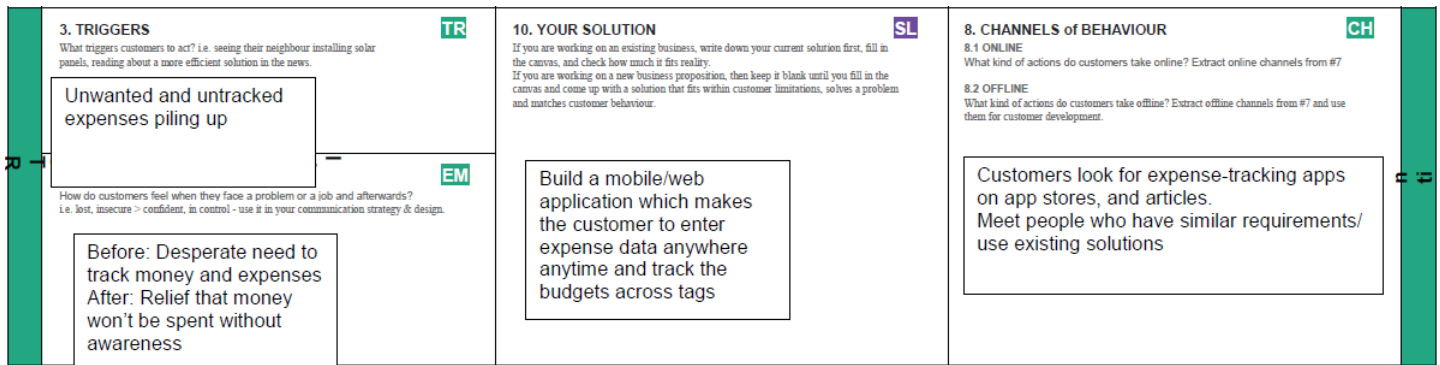 3. TRIGGERS
TR
What triggers customers to act? i.e. seeing their neighbour installing solar
panels, reading about a more efficient solution in the news.
Unwanted and untracked
expenses piling up
EM
How do customers feel when they face a problem or a job and afterwards?
i.e. lost, insecure > confident, in control - use it in your communication strategy & design.
Before: Desperate need to
track money and expenses
After: Relief that money
won't be spent without
awareness
10. YOUR SOLUTION
SL
If you are working on an existing business, write down your current solution first, fill in
the canvas, and check how much it fits reality.
If you are working on a new business proposition, then keep it blank until you fill in the
canvas and come up with a solution that fits within customer limitations, solves a problem
and matches customer behaviour.
Build a mobile/web
application which makes
the customer to enter
expense data anywhere
anytime and track the
budgets across tags
8. CHANNELS of BEHAVIOUR
CH
8.1 ONLINE
What kind of actions do customers take online? Extract online channels from #7
8.2 OFFLINE
What kind of actions do customers take offline? Extract offline channels from #7 and use
them for customer development.
Customers look for expense-tracking apps
on app stores, and articles.
Meet people who have similar requirements/
use existing solutions